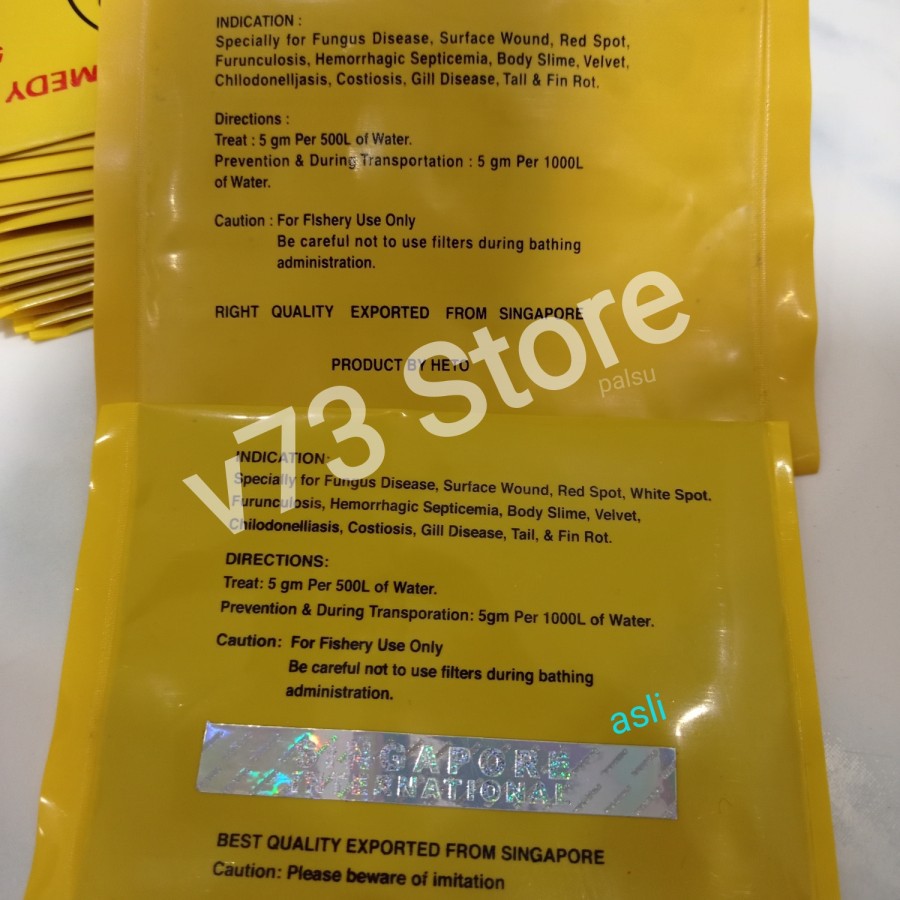 MEDY
INDICATION :
Specially for Fungus Disease, Surface Wound, Red Spot,
Furunculosis, Hemorrhagic Septicemia, Body Slime, Velvet,
Chllodonelljasis, Costiosis, Gill Disease, Tall & Fin Rot.
Directions :
Treat : 5 gm Per 500L of Water.
Prevention & During Transportation : 5 gm Per 1000L
of Water.
Caution : For FIshery Use Only
Be careful not to use filters during bathing
administration.
RIGHT QUALITY EXPORTED FROM SINGAPORE
PRODUCT BY HETO
v73 Store
palsu
INDICATION:
Specially for Fungus Disease, Surface Wound, Red Spot, White Spot.
Furunculosis, Hemorrhagic Septicemia, Body Slime, Velvet,
Chilodonelliasis, Costiosis, Gill Disease, Tail, & Fin Rot.
DIRECTIONS:
Treat: 5 gm Per 500L of Water.
Prevention & During Transporation: 5gm Per 1000L of Water.
Caution: For Fishery Use Only
Be careful not to use filters during bathing
administration.
asli
SINGAPORE
INTERNATIONAL
BEST QUALITY EXPORTED FROM SINGAPORE
Caution: Please beware of imitation